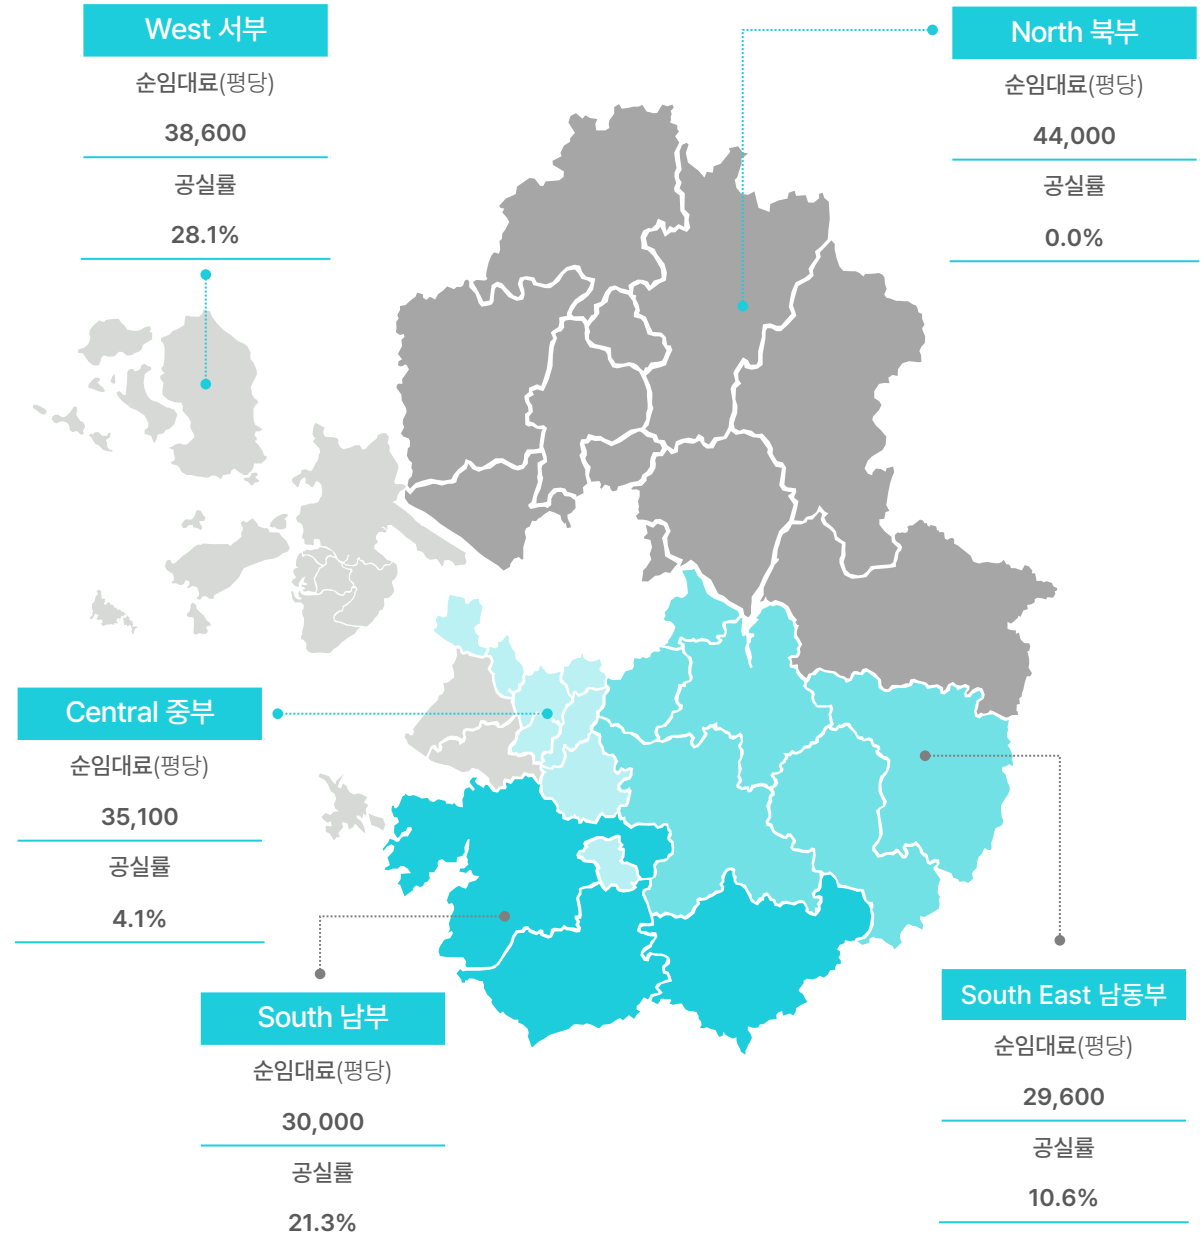 West 서부
순임대료(평당)
38,600
공실률
28.1%
North 북부
순임대료(평당)
44,000
공실률
0.0%
Central 중부
순임대료(평당)
35,100
공실률
4.1%
South 남부
순임대료(평당)
30,000
공실률
21.3%
South East 남동부
순임대료(평당)
29,600
공실률
10.6%